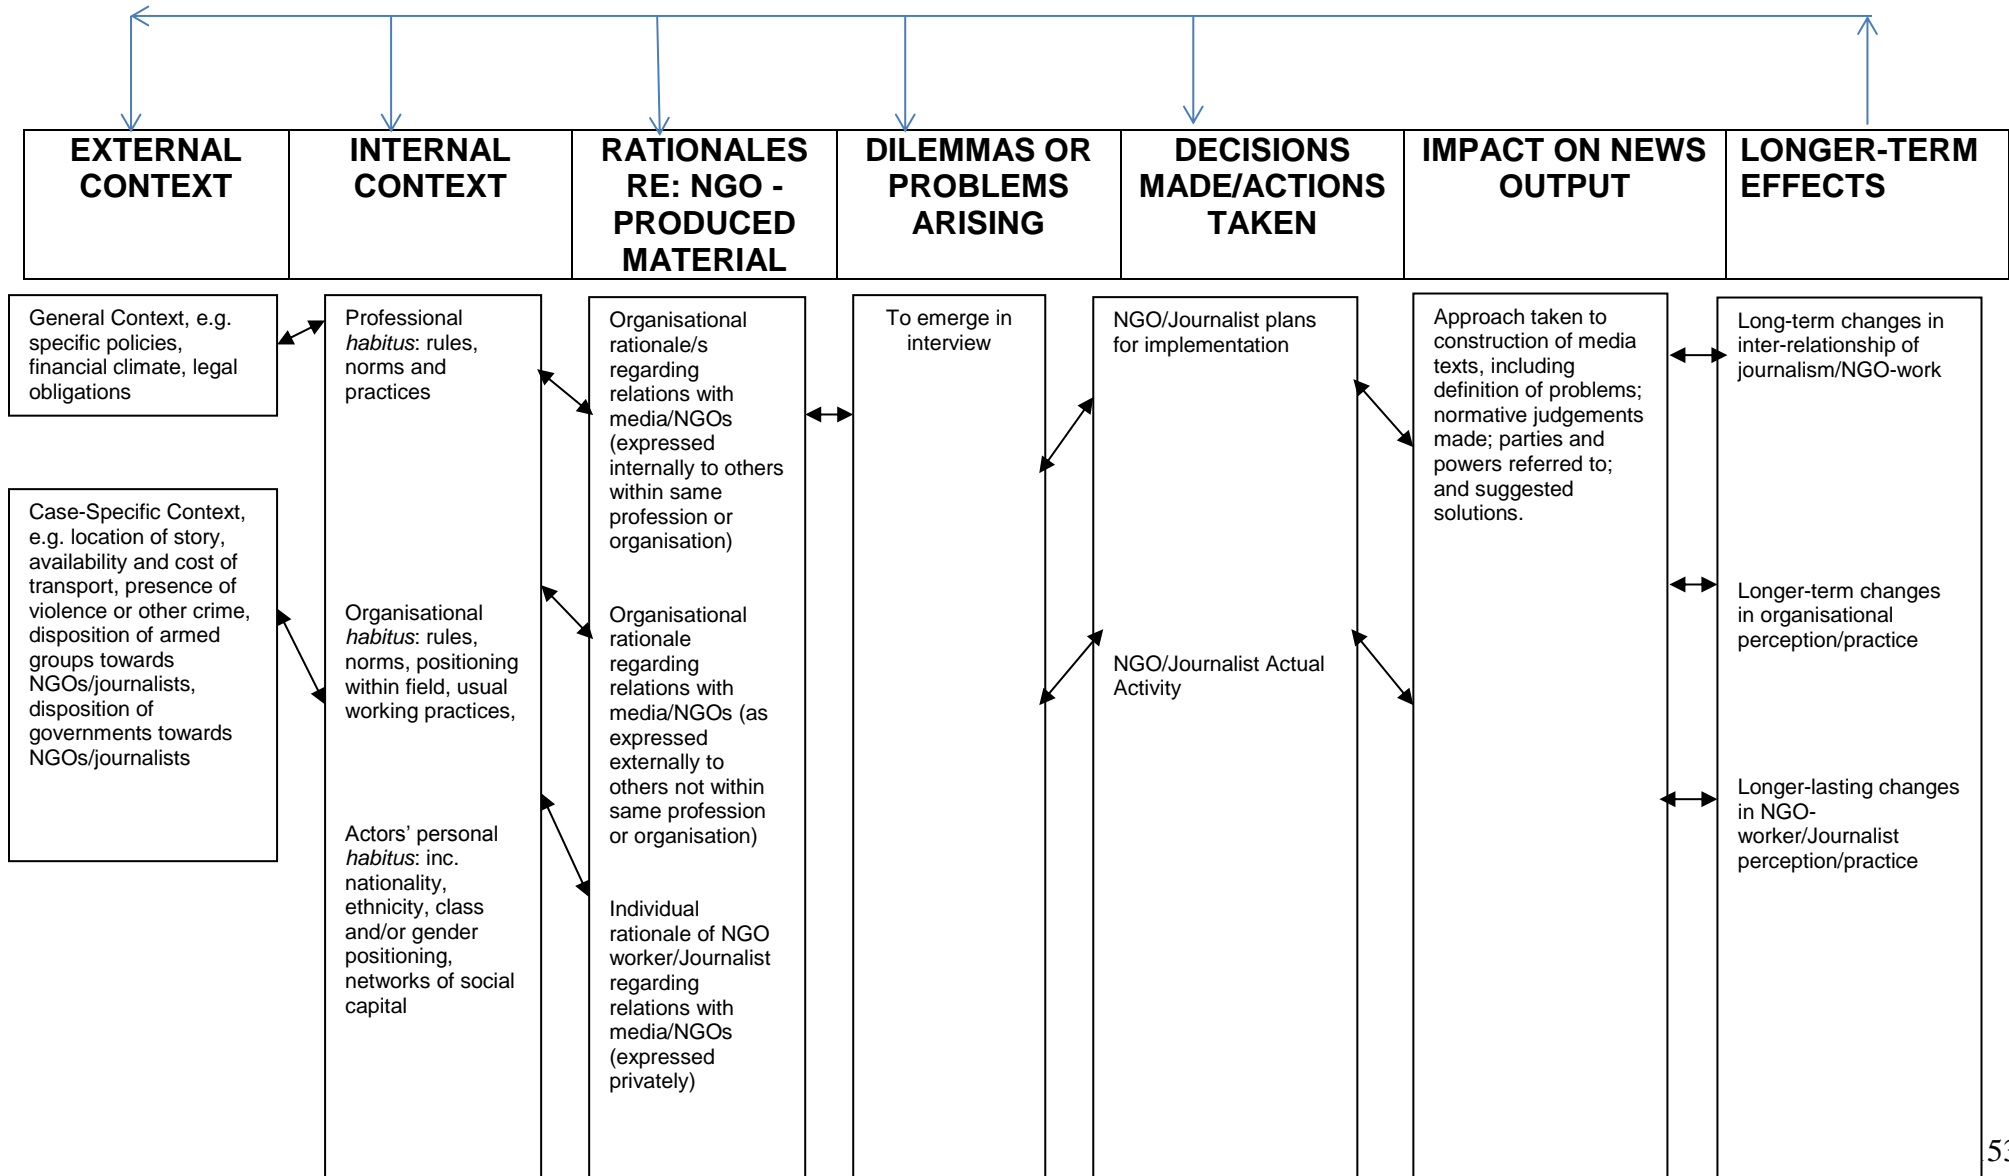 EXTERNAL
CONTEXT
INTERNAL
CONTEXT
RATIONALES
RE: NGO -
PRODUCED
MATERIAL
DILEMMAS OR
PROBLEMS
ARISING
DECISIONS
MADE/ACTIONS
TAKEN
IMPACT ON NEWS
OUTPUT
LONGER-TERM
EFFECTS
General Context, e.g.
specific policies,
financial climate, legal
obligations
Case-Specific Context,
e.g. location of story,
availability and cost of
transport, presence of
violence or other crime,
disposition of armed
groups towards
NGOs/journalists,
disposition of
governments towards
NGOs/journalists
Professional
habitus: rules,
norms and
practices
Organisational
habitus: rules,
norms, positioning
within field, usual
working practices,
Actors’ personal
habitus: inc.
nationality,
ethnicity, class
and/or gender
positioning,
networks of social
capital
Organisational
rationale/s
regarding
relations with
media/NGOs
(expressed
internally to others
within same
profession or
organisation)
Organisational
rationale
regarding
relations with
media/NGOs (as
expressed
externally to
others not within
same profession
or organisation)
Individual
rationale of NGO
worker/Journalist
regarding
relations with
media/NGOs
(expressed
privately)
To emerge in
interview
NGO/Journalist plans
for implementation
NGO/Journalist Actual
Activity
Approach taken to
construction of media
texts, including
definition of problems;
normative judgements
made; parties and
powers referred to;
and suggested
solutions.
Long-term changes in
inter-relationship of
journalism/NGO-work
Longer-term changes
in organisational
perception/practice
Longer-lasting changes
in NGO-
worker/Journalist
perception/practice